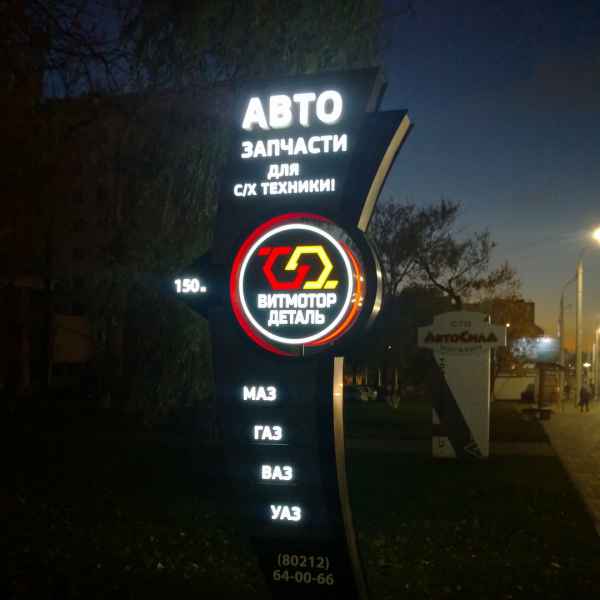 АВТО
ЗАПЧАСТИ
ДЛЯ
С/Х ТЕХНИКИ!
150м
ВИТМОТОР
ДЕТАЛЬ
МАЗ
ГАЗ
ВАЗ
УАЗ
(80212)
64-00-66
СТО
АВТОСИЛА